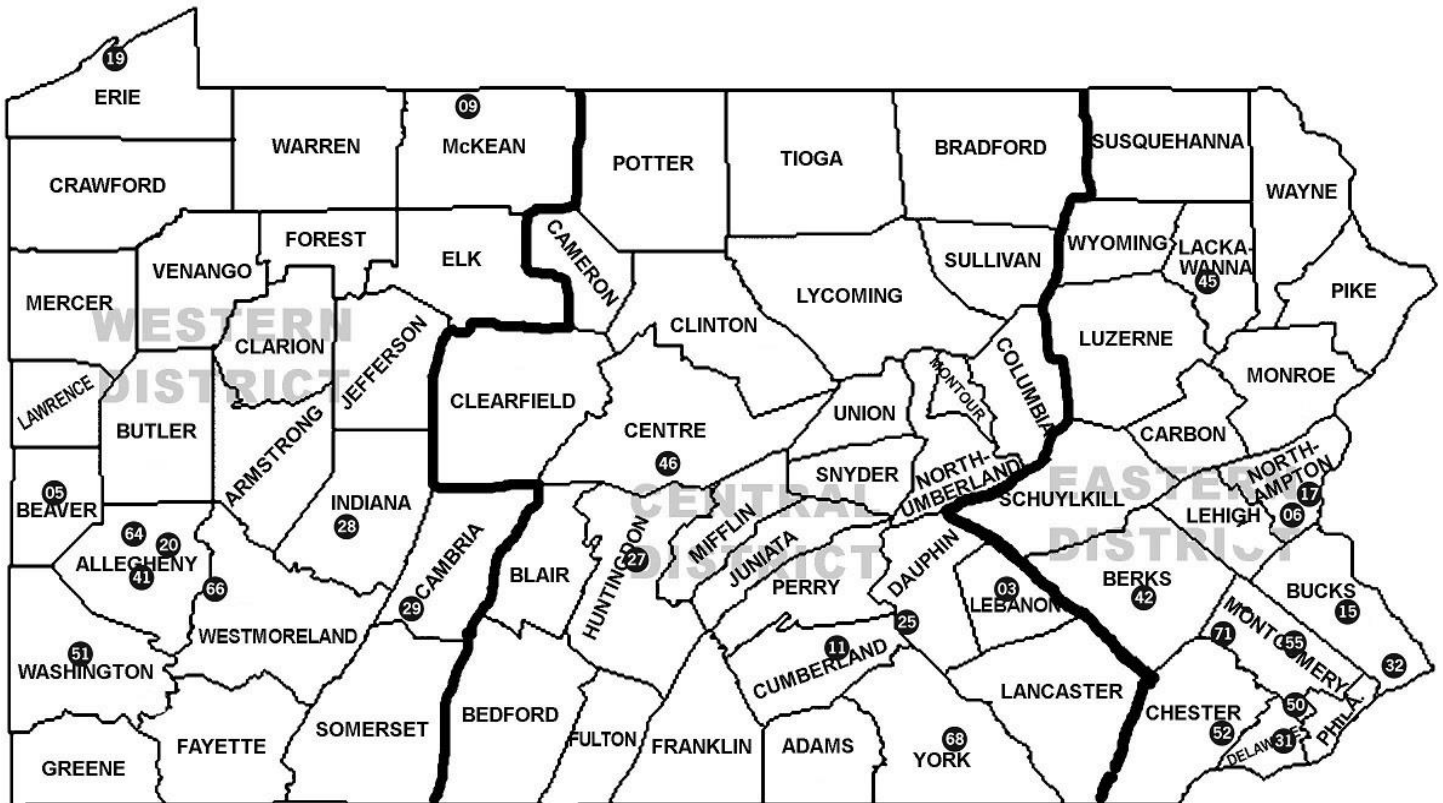 19
ERIE
09
WARREN
McKEAN
POTTER
TIOGA
BRADFORD
SUSQUEHANNA
CRAWFORD
WAYNE
FOREST
VENANGO
ELK
CAMERON
SULLIVAN
WYOMING
LACKA-
WANNA
45
MERCER
LYCOMING
PIKE
WESTERN
DISTRICT
CLARION
JEFFERSON
CLINTON
LUZERNE
COLUMBIA
MONTOUR
MONROE
LAWRENCE
CLEARFIELD
UNION
BUTLER
ARMSTRONG
CENTRE
46
CARBON
SNYDER
NORTH-
UMBERLAND
NORTH-
AMPTON
17
06
05
BEAVER
INDIANA
28
CENTRAL
DISTRICT
SCHUYLKILL
EASTERN
DISTRICT
LEHIGH
64
20
ALLEGHENY
41
CAMBRIA
29
BLAIR
HUNTINGDON
27
MIFFLIN
JUNIATA
PERRY
DAUPHIN
25
03
LEBANON
BERKS
42
BUCKS
15
66
WESTMORELAND
51
WASHINGTON
11
CUMBERLAND
71
55
MONTGOMERY
32
LANCASTER
SOMERSET
BEDFORD
CHESTER
52
50
PHILA.
DELAWARE
31
GREENE
FAYETTE
FULTON
FRANKLIN
ADAMS
68
YORK